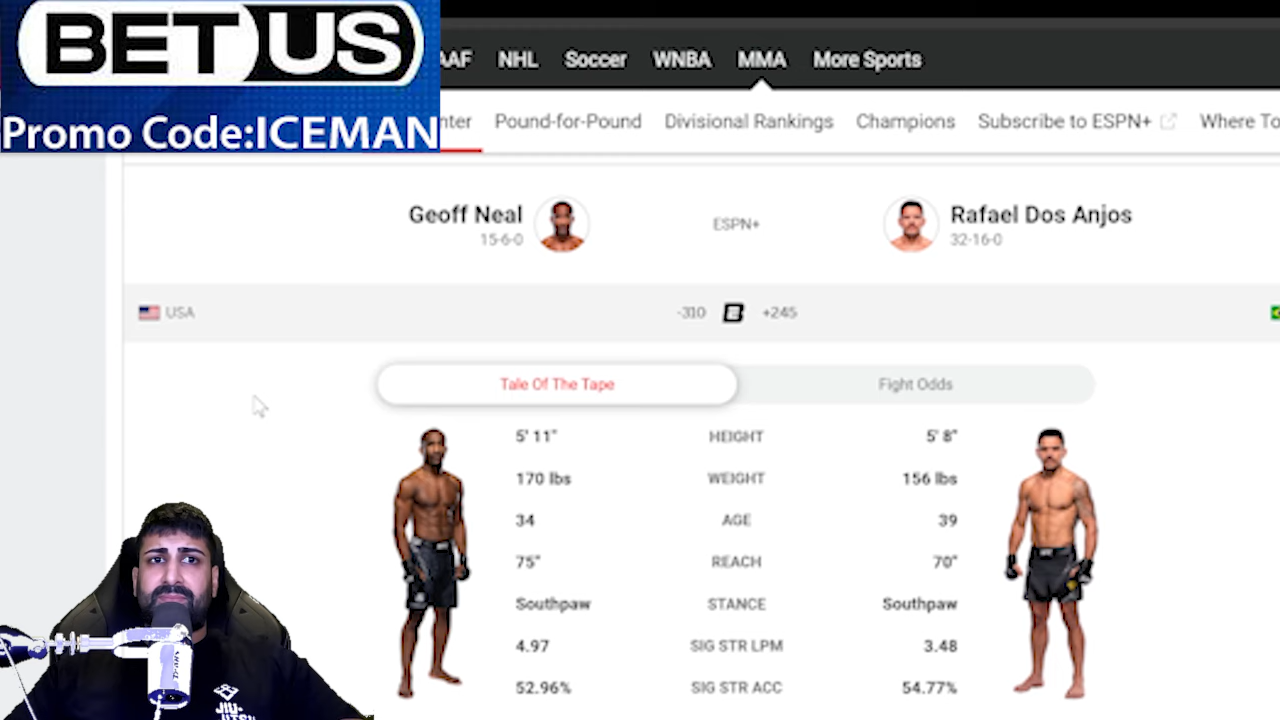 BETUS
Promo Code:ICEMAN
AAF NHL Soccer WNBA MMA More Sports
nter Pound-for-Pound Divisional Rankings Champions Subscribe to ESPN+ Where To
Geoff Neal ESPN+ Rafael Dos Anjos
15-6-0 32-16-0
USA -310 +245
Tale Of The Tape Fight Odds
5' 11" HEIGHT 5' 8"
170 lbs WEIGHT 156 lbs
34 AGE 39
75" REACH 70"
Southpaw STANCE Southpaw
4.97 SIG STR LPM 3.48
52.96% SIG STR ACC 54.77%
JIU-